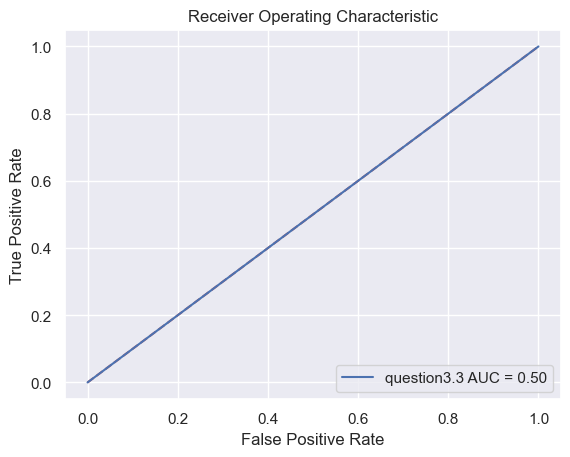 Receiver Operating Characteristic
True Positive Rate
1.0
0.8
0.6
0.4
0.2
0.0
question3.3 AUC = 0.50
0.0 0.2 0.4 0.6 0.8 1.0
False Positive Rate